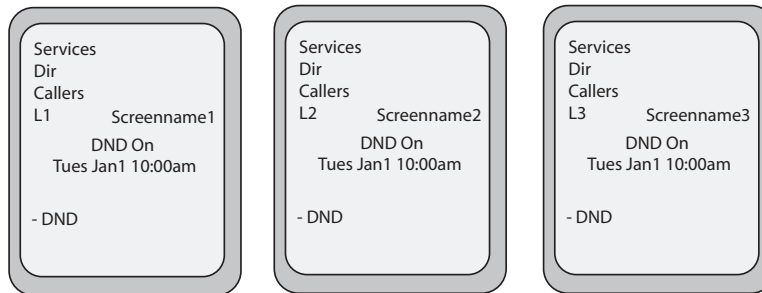 Services
Dir
Callers
L1 Screenname1
DND On
Tues Jan1 10:00am
- DND
Services
Dir
Callers
L2 Screenname2
DND On
Tues Jan1 10:00am
- DND
Services
Dir
Callers
L3 Screenname3
DND On
Tues Jan1 10:00am
- DND